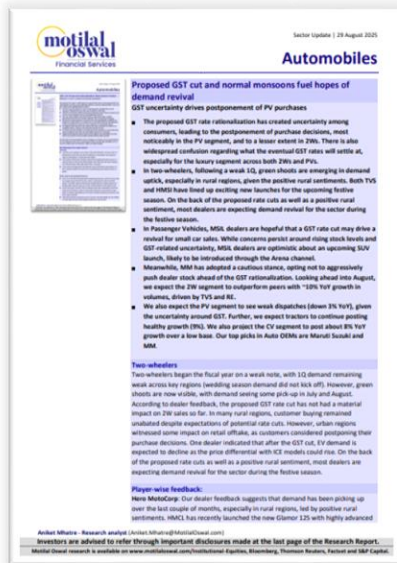 motilal
oswal
Financial Services
Sector Update | 29 August 2025
Automobiles
Proposed GST cut and normal monsoons fuel hopes of
demand revival
GST uncertainty drives postponement of PV purchases
The proposed GST rate rationalization has created uncertainty among
consumers, leading to the postponement of purchase decisions, most
noticeably in the PV segment, and to a lesser extent in 2Ws. There is also
widespread confusion regarding what the eventual GST rates will settle at,
especially for the luxury segment across both 2Ws and PVs.
In two-wheelers, following a weak 1Q, green shoots are emerging in demand
uptick, especially in rural regions, given the positive rural sentiments. Both TVS
and HMSI have lined up exciting new launches for the upcoming festive
season. On the back of the proposed rate cuts as well as a positive rural
sentiment, most dealers are expecting demand revival for the sector during
the festive season.
In Passenger Vehicles, MSIL dealers are hopeful that a GST rate cut may drive a
revival for small car sales. While concerns persist around rising stock levels and
GST-related uncertainty, MSIL dealers are optimistic about an upcoming SUV
launch, likely to be introduced through the Arena channel.
Meanwhile, MM has adopted a cautious stance, opting not to aggressively
push dealer stock ahead of the GST rationalization. Looking ahead into August,
we expect the 2W segment to outperform peers with ~10% YoY growth in
volumes, driven by TVS and RE.
We also expect the PV segment to see weak dispatches (down 3% YoY), given
the uncertainty around GST. Further, we expect tractors to continue posting
healthy growth (9%). We also project the CV segment to post about 8% YoY
growth over a low base. Our top picks in Auto OEMs are Maruti Suzuki and
MM.
Two-wheelers
Two-wheelers began the fiscal year on a weak note, with 1Q demand remaining
weak across key regions (wedding season demand did not kick off). However, green
shoots are now visible, with demand seeing some pick-up in July and August.
According to dealer feedback, the proposed GST rate cut has not had a material
impact on 2W sales so far. In many rural regions, customer buying remained
unabated despite expectations of potential rate cuts. However, urban regions
witnessed some impact on retail offtake, as customers considered postponing their
purchase decisions. One dealer indicated that after the GST cut, EV demand is
expected to decline as the price differential with ICE models could rise. On the back
of the proposed rate cuts as well as a positive rural sentiment, most dealers are
expecting demand revival for the sector during the festive season.
Player-wise feedback:
Hero MotoCorp: Our dealer feedback suggests that demand has been picking up
over the last couple of months, especially in rural regions, led by positive rural
sentiments. HMCL has recently launched the new Glamor 125 with highly advanced
Aniket Mhatre - Research analyst (Aniket.Mhatre@MotilalOswal.com)
Investors are advised to refer through important disclosures made at the last page of the Research Report.
Motilal Oswal research is available on www.motilaloswal.com/Institutional-Equities, Bloomberg, Thomson Reuters, Factset and S&P Capital.